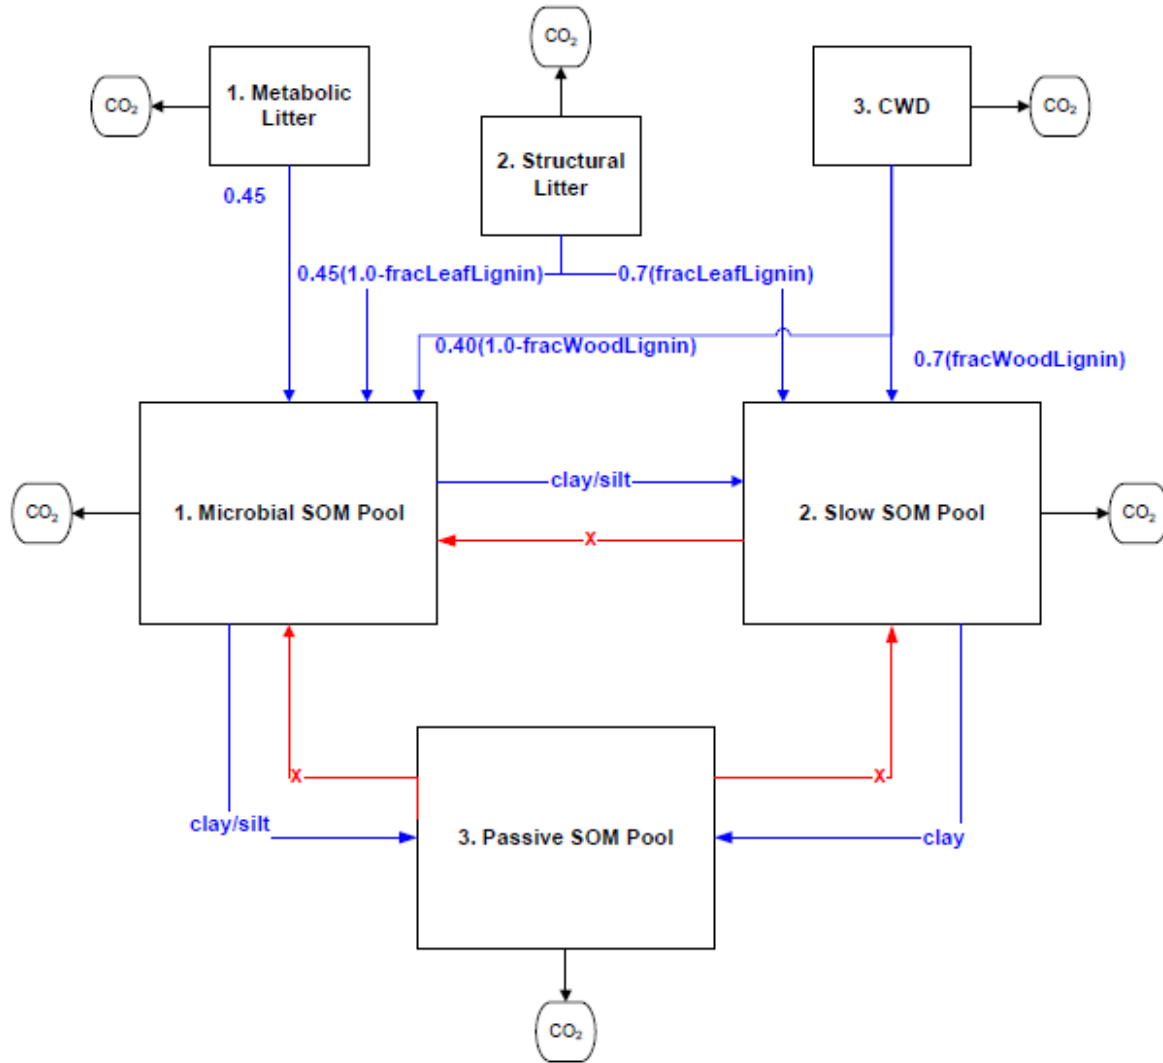 CO₂
1. Metabolic
Litter
CO₂
2. Structural
Litter
3. CWD
CO₂
0.45
0.45(1.0-fracLeafLignin)
0.7(fracLeafLignin)
0.40(1.0-fracWoodLignin)
0.7(fracWoodLignin)
CO₂
1. Microbial SOM Pool
clay/silt
X
2. Slow SOM Pool
CO₂
X
X
clay/silt
3. Passive SOM Pool
clay
CO₂